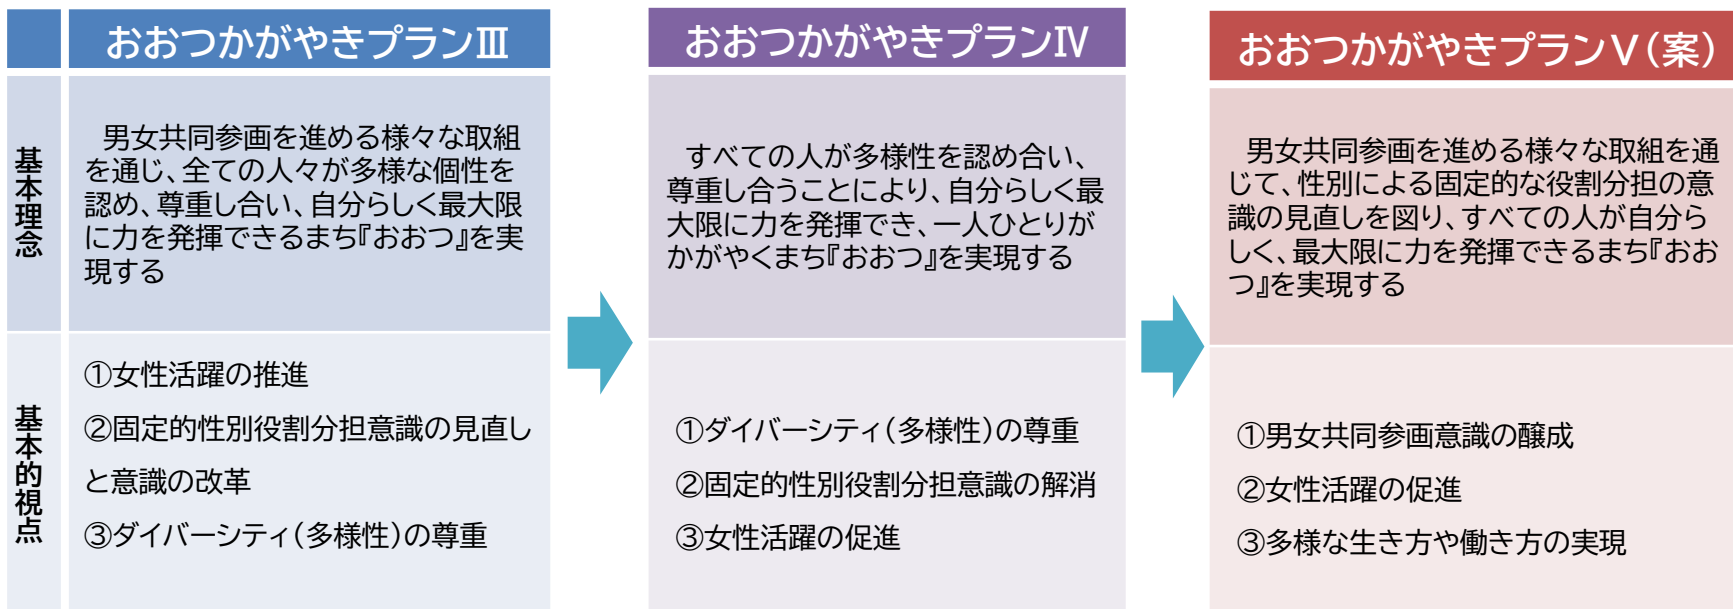 おおつかがやきプランⅢ
おおつかがやきプランⅣ
おおつかがやきプランⅤ(案)
基本理念
男女共同参画を進める様々な取組
を通じ、全ての人々が多様な個性を
認め、尊重し合い、自分らしく最大限
に力を発揮できるまち『おおつ』を実
現する
すべての人が多様性を認め合い、
尊重し合うことにより、自分らしく最
大限に力を発揮でき、一人ひとりが
かがやくまち『おおつ』を実現する
男女共同参画を進める様々な取組を通
じて、性別による固定的な役割分担の意
識の見直しを図り、すべての人が自分ら
しく、最大限に力を発揮できるまち『おお
つ』を実現する
基本的視点
①女性活躍の推進
②固定的性別役割分担意識の見直し
と意識の改革
③ダイバーシティ(多様性)の尊重
①ダイバーシティ(多様性)の尊重
②固定的性別役割分担意識の解消
③女性活躍の促進
①男女共同参画意識の醸成
②女性活躍の促進
③多様な生き方や働き方の実現